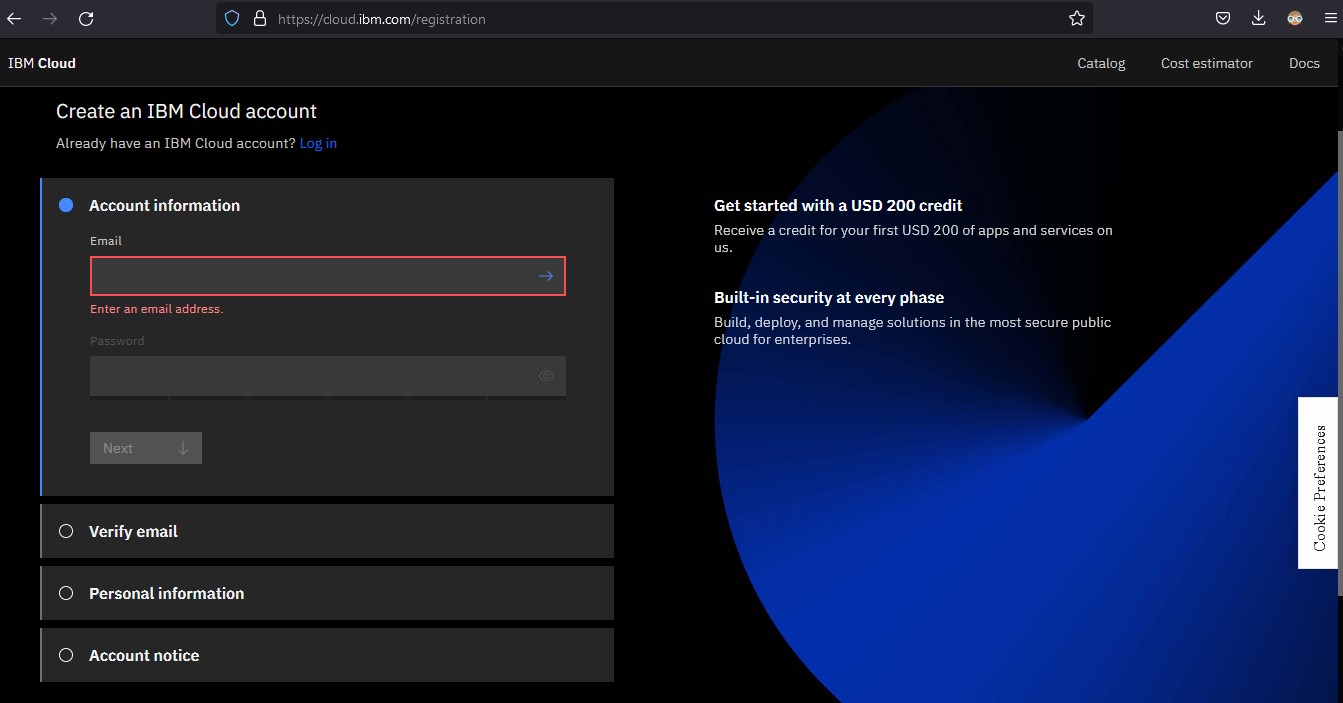 https://cloud.ibm.com/registration
IBM Cloud
Catalog
Cost estimator
Docs
Create an IBM Cloud account
Already have an IBM Cloud account? Log in
Account information
Email
Enter an email address.
Password
Next
Verify email
Personal information
Account notice
Get started with a USD 200 credit
Receive a credit for your first USD 200 of apps and services on
us.
Built-in security at every phase
Build, deploy, and manage solutions in the most secure public
cloud for enterprises.
Cookie Preferences